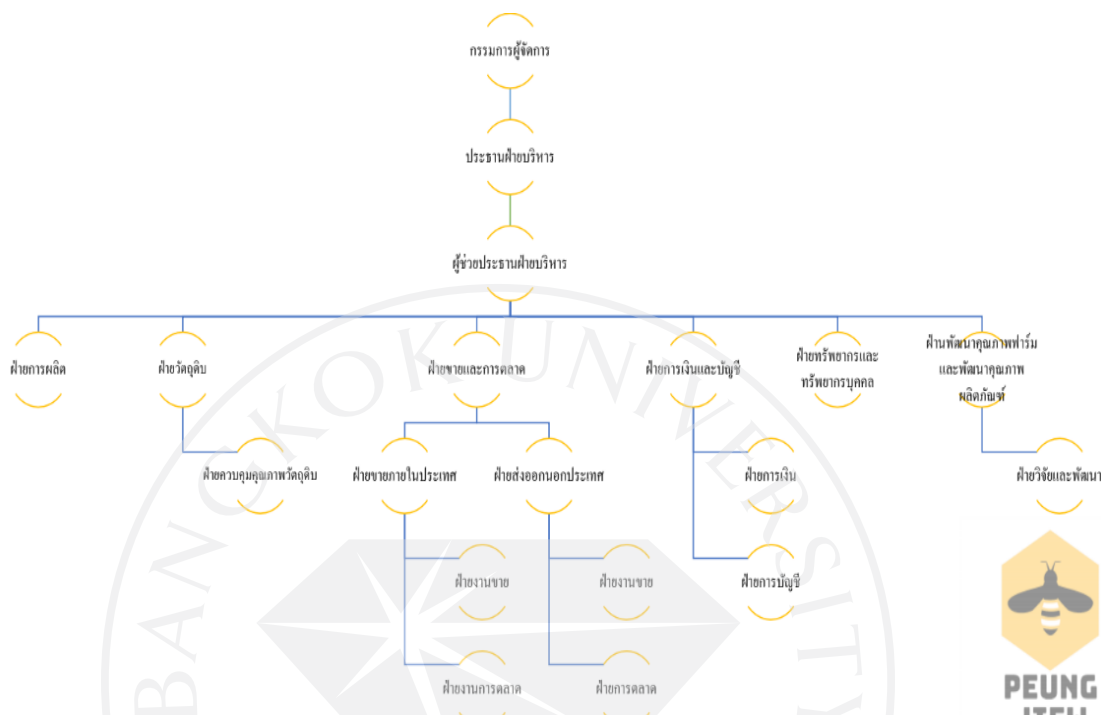 กรรมการผู้จัดการ
ประธานฝ่ายบริหาร
ผู้ช่วยประธานฝ่ายบริหาร
ฝ่ายการผลิต
ฝ่ายวัตถุดิบ
ฝ่ายขายและการตลาด
ฝ่ายการเงินและบัญชี
ฝ่ายทรัพยากรและ
ทรัพยากรบุคคล
ฝ่านพัฒนาคุณภาพฟาร์ม
และพัฒนาคุณภาพ
ผลิตภัณฑ์
ฝ่ายควบคุมคุณภาพวัตถุดิบ
ฝ่ายขายภายในประเทศ
ฝ่ายส่งออกนอกประเทศ
ฝ่ายการเงิน
ฝ่ายวิจัยและพัฒนา
ฝ่ายงานขาย
ฝ่ายงานขาย
ฝ่ายการบัญชี
ฝ่ายงานการตลาด
ฝ่ายการตลาด
BANGKOK UNIVERSITY
PEUNG